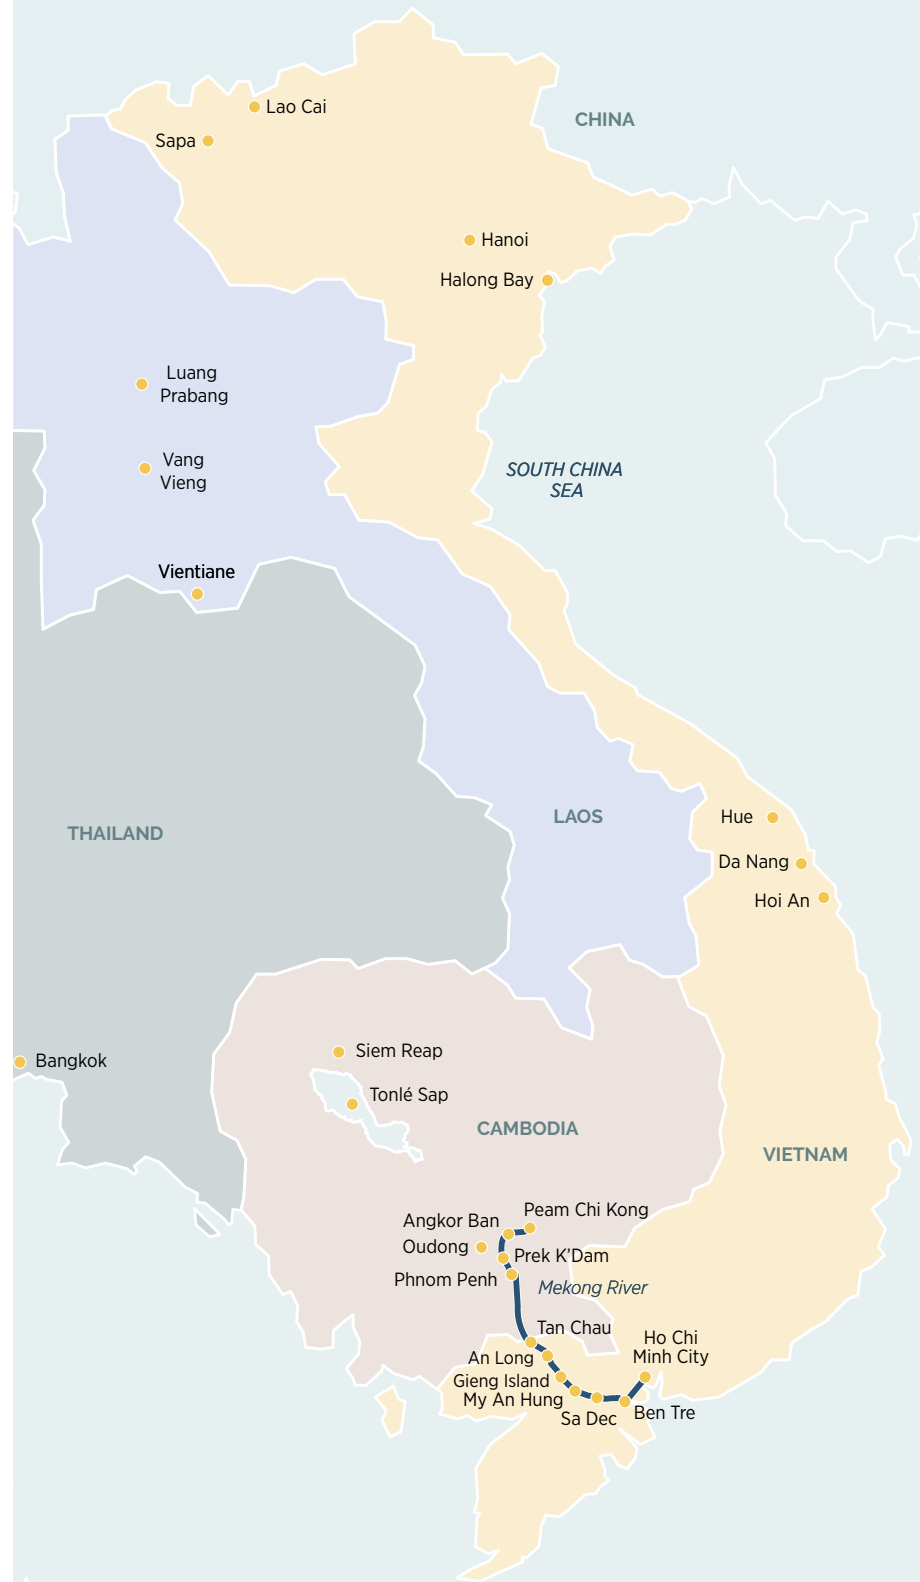 Lao Cai
CHINA
Sapa
Hanoi
Halong Bay
Luang
Prabang
Vang
Vieng
SOUTH CHINA
SEA
Vientiane
THAILAND
LAOS
Hue
Da Nang
Hoi An
Bangkok
Siem Reap
Tonlé Sap
CAMBODIA
VIETNAM
Peam Chi Kong
Angkor Ban
Oudong
Prek K'Dam
Phnom Penh
Mekong River
Tan Chau
Ho Chi
Minh City
An Long
Gieng Island
My An Hung
Sa Dec
Ben Tre